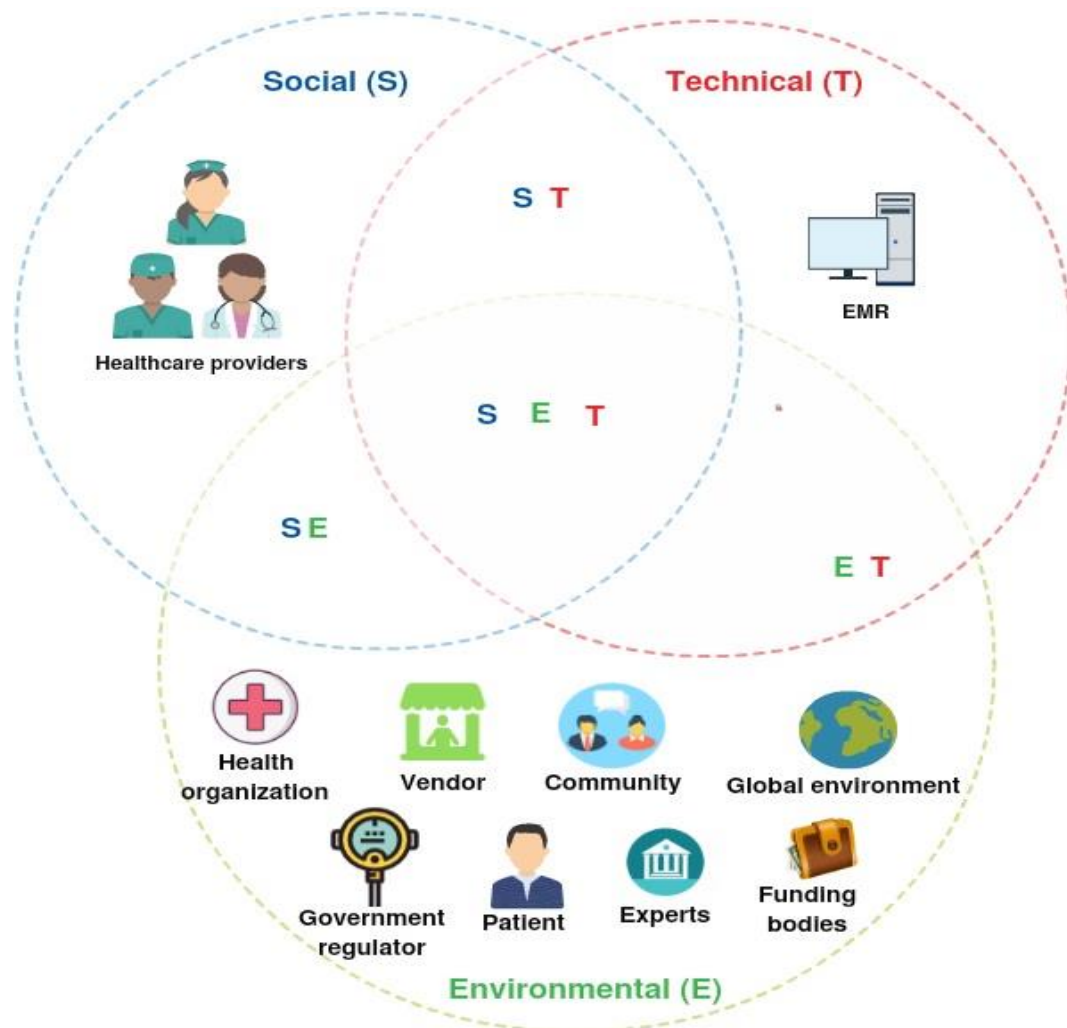 Social (S)
Technical (T)
S T
EMR
Healthcare providers
S E T
S E
E T
Health
organization
Vendor
Community
Global environment
Government
regulator
Patient
Experts
Funding
bodies
Environmental (E)